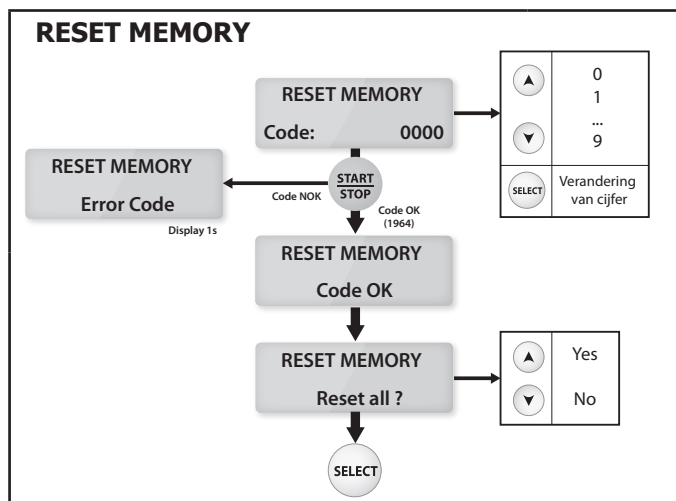 RESET MEMORY
RESET MEMORY
Code: 0000
0
1
...
9
SELECT
Verandering
van cijfer
START
STOP
Code NOK
RESET MEMORY
Error Code
Display 1s
Code OK
(1964)
RESET MEMORY
Code OK
RESET MEMORY
Reset all ?
Yes
No
SELECT